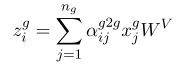 $z_i^g = \sum_{j=1}^{n_g} \alpha_{ij}^{g2g} x_j^g W^V$